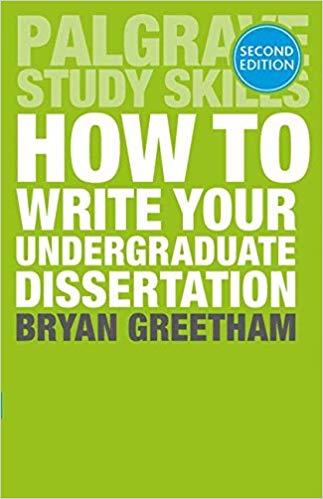 PALGRAVE
STUDY SKILLS
SECOND
EDITION
HOW TO
WRITE YOUR
UNDERGRADUATE
DISSERTATION
BRYAN GREETHAM